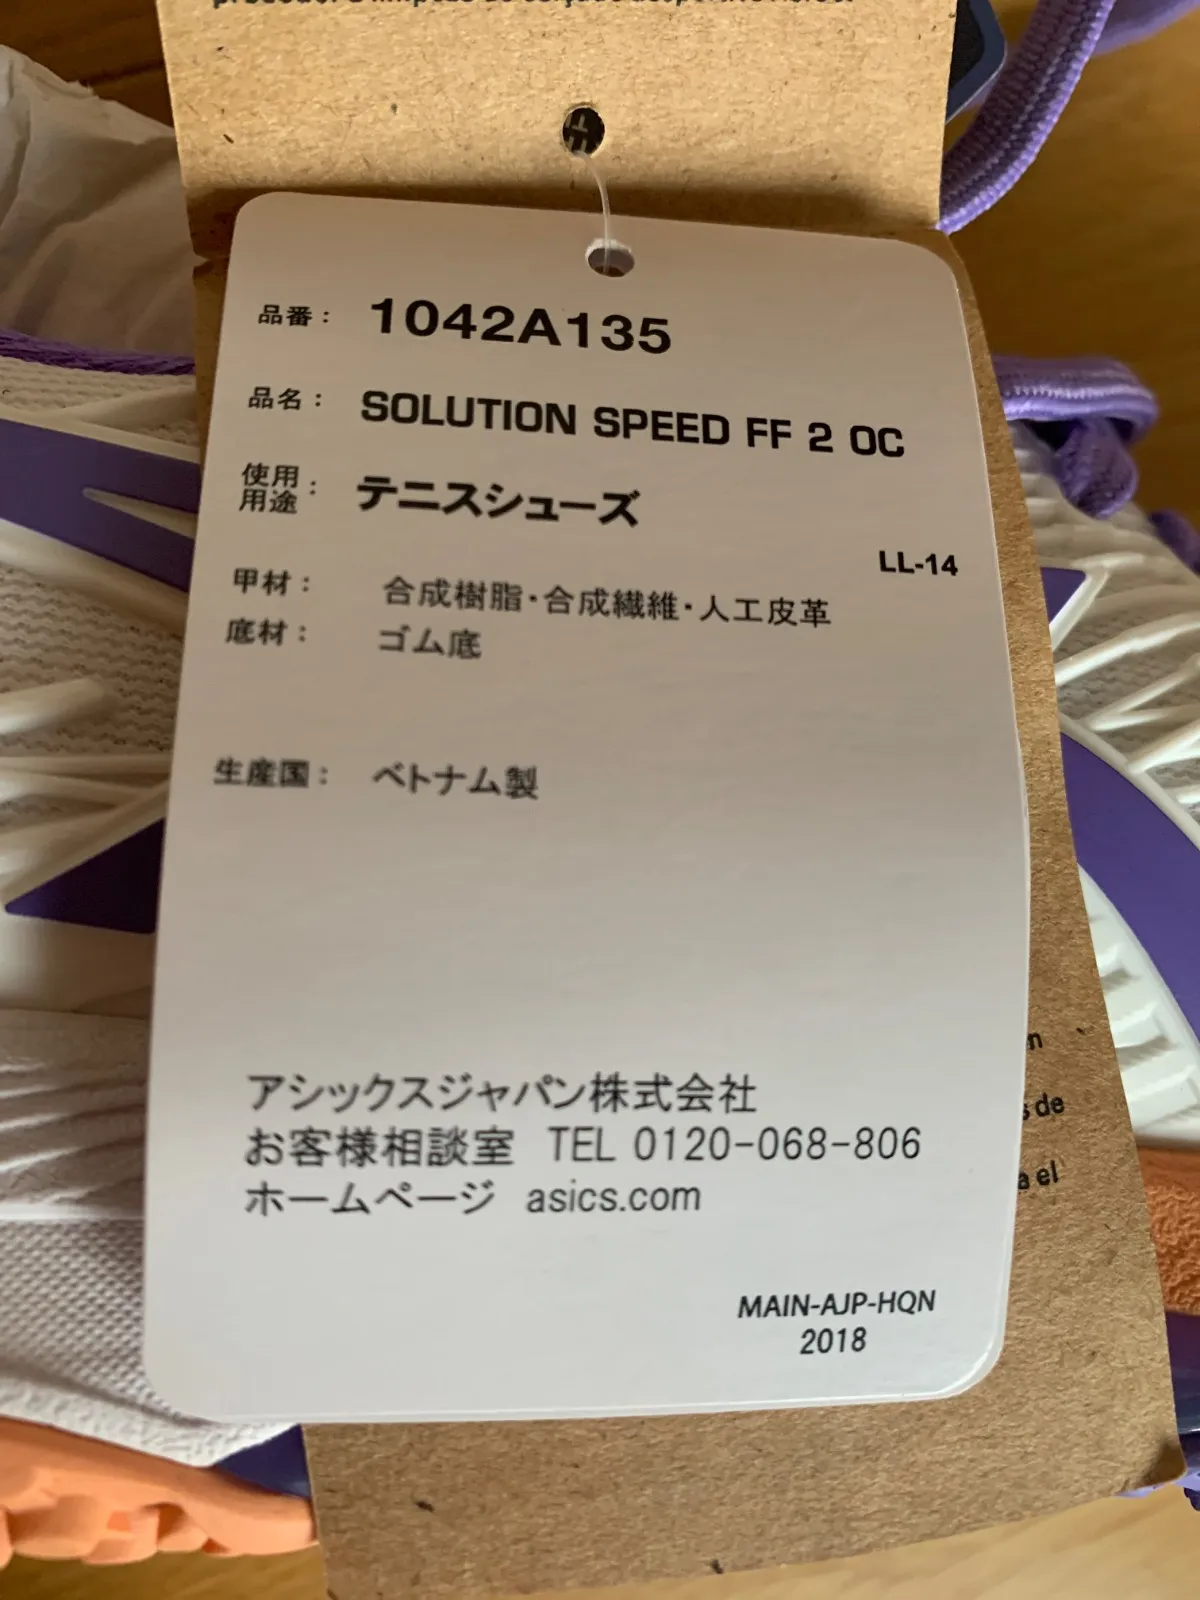 品番： 1042A135
品名： SOLUTION SPEED FF 2 OC
使用用途： テニスシューズ
LL-14
甲材： 合成樹脂・合成繊維・人工皮革
底材： ゴム底
生産国： ベトナム製
アシックスジャパン株式会社
お客様相談室 TEL 0120-068-806
ホームページ asics.com
MAIN-AJP-HQN
2018
de
el